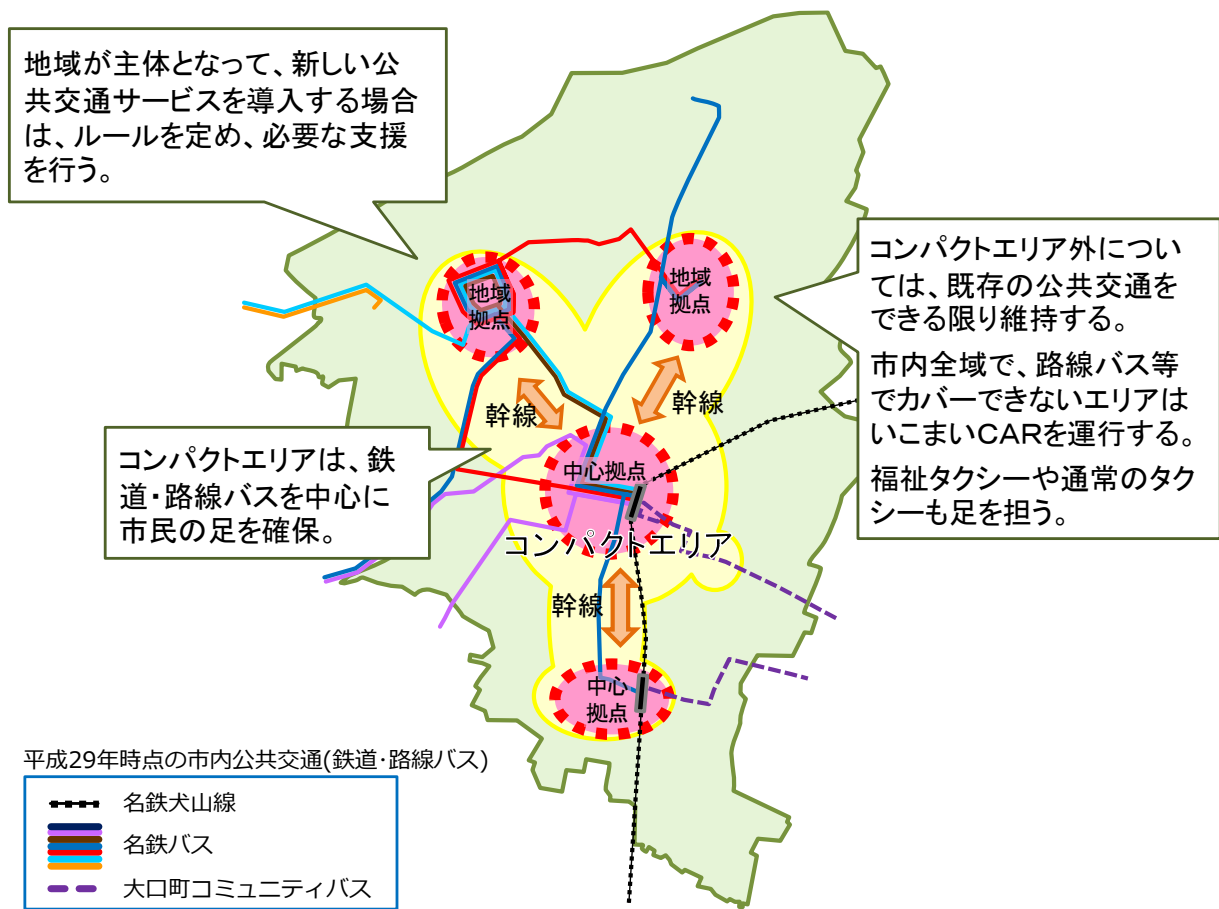 地域が主体となって、新しい公
共交通サービスを導入する場合
は、ルールを定め、必要な支援
を行う。
コンパクトエリア外につい
ては、既存の公共交通を
できる限り維持する。
市内全域で、路線バス等
でカバーできないエリアは
いこまいCARを運行する。
福祉タクシーや通常のタク
シーも足を担う。
地域
拠点
地域
拠点
幹線
幹線
コンパクトエリアは、鉄
道・路線バスを中心に
市民の足を確保。
中心拠点
コンパクトエリア
幹線
中心
拠点
平成29年時点の市内公共交通(鉄道・路線バス)
名鉄犬山線
名鉄バス
大口町コミュニティバス